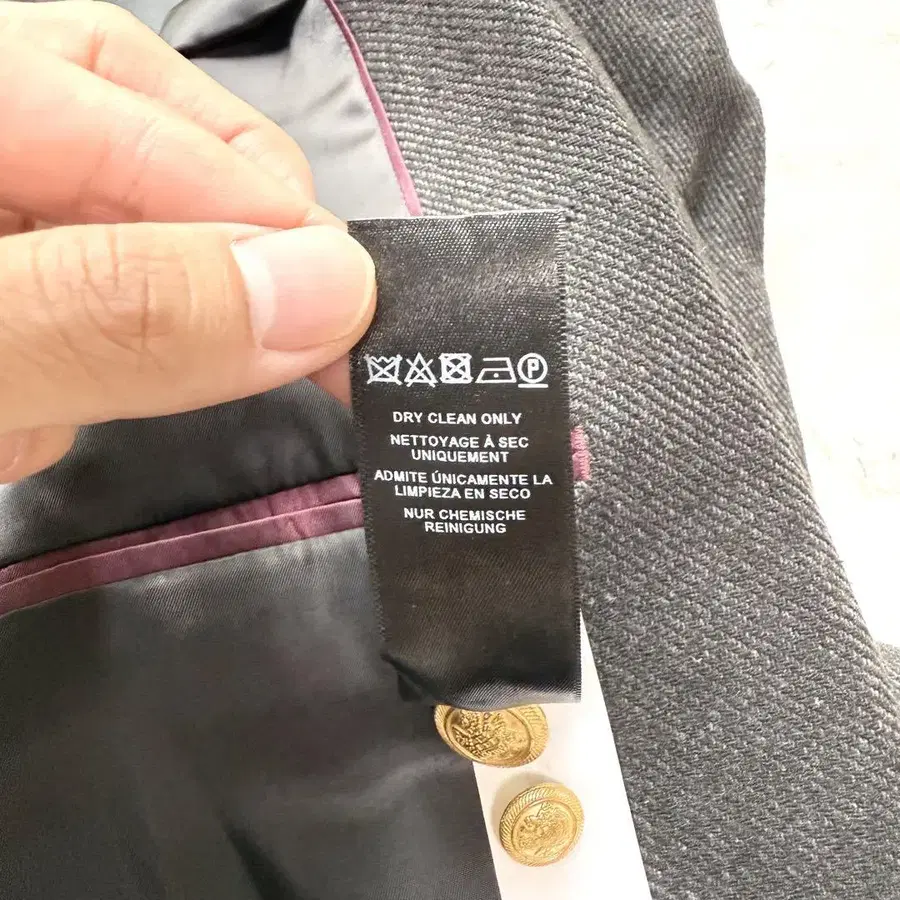 P
DRY CLEAN ONLY
NETTOYAGE À SEC
UNIQUEMENT
ADMITE ÚNICAMENTE LA
LIMPIEZA EN SECO
NUR CHEMISCHE
REINIGUNG